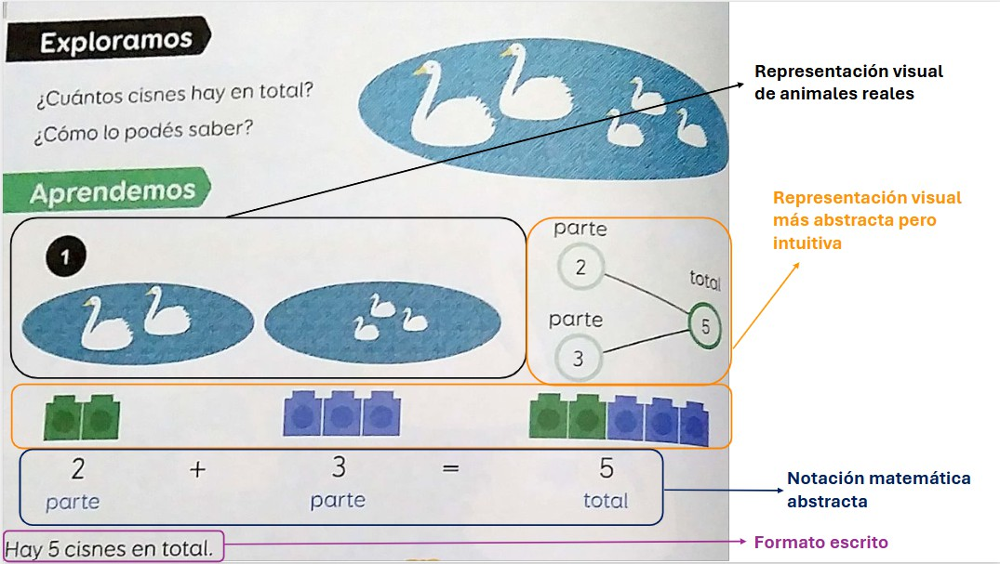 Exploramos
¿Cuántos cisnes hay en total?
¿Cómo lo podés saber?
Aprendemos
1
parte
2
total
5
parte
3
2 + 3 = 5
parte parte total
Hay 5 cisnes en total.
Representación visual
de animales reales
Representación visual
más abstracta pero
intuitiva
Notación matemática
abstracta
Formato escrito